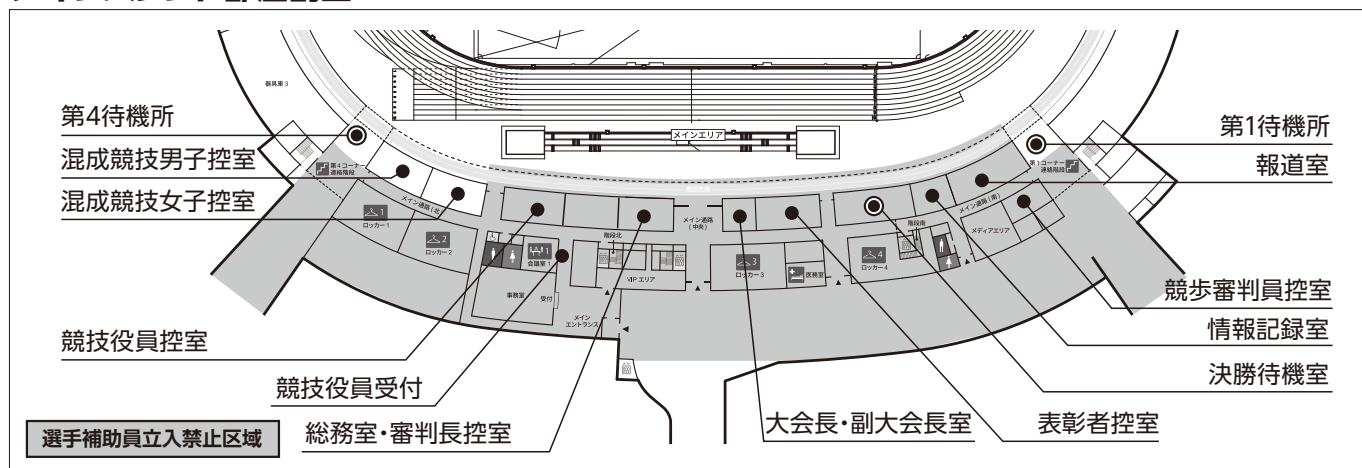 器具庫3
第4待機所
混成競技男子控室
混成競技女子控室
メインエリア
第1待機所
報道室
第4コーナー
連絡階段
第1コーナー
連絡階段
メイン通路(北)
メイン通路
(中央)
メイン通路(南)
1
ロッカー1
2
ロッカー2
1
会議室1
階段北
VIPエリア
3
ロッカー3
医務室
4
ロッカー4
階段南
メディアエリア
事務室
受付
メイン
エントランス
競歩審判員控室
情報記録室
決勝待機室
表彰者控室
大会長・副大会長室
競技役員控室
競技役員受付
総務室・審判長控室
選手補助員立入禁止区域